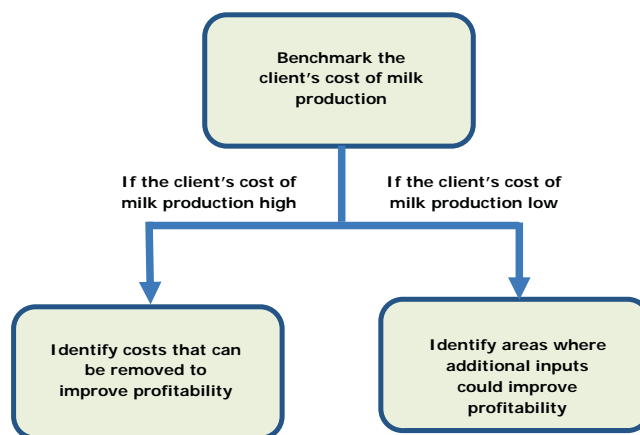 Benchmark the
client's cost of milk
production
If the client's cost of
milk production high
If the client's cost of
milk production low
Identify costs that can
be removed to
improve profitability
Identify areas where
additional inputs
could improve
profitability